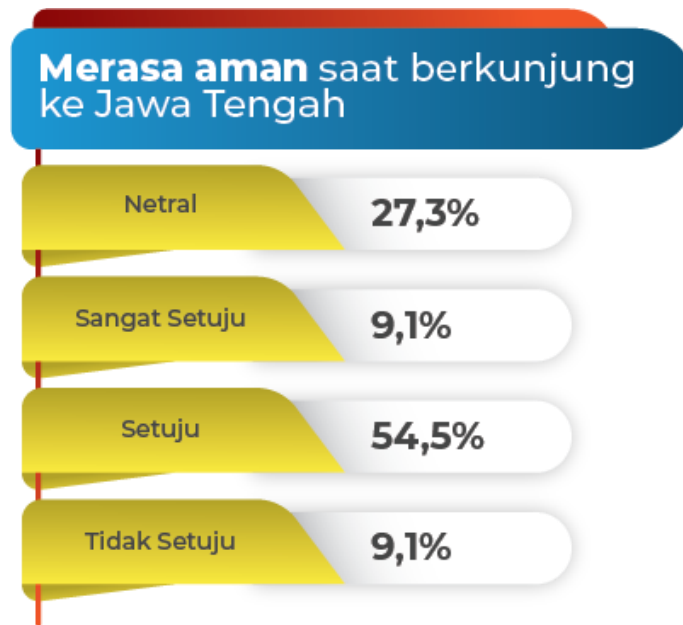 Merasa aman saat berkunjung
ke Jawa Tengah
Netral 27,3%
Sangat Setuju 9,1%
Setuju 54,5%
Tidak Setuju 9,1%